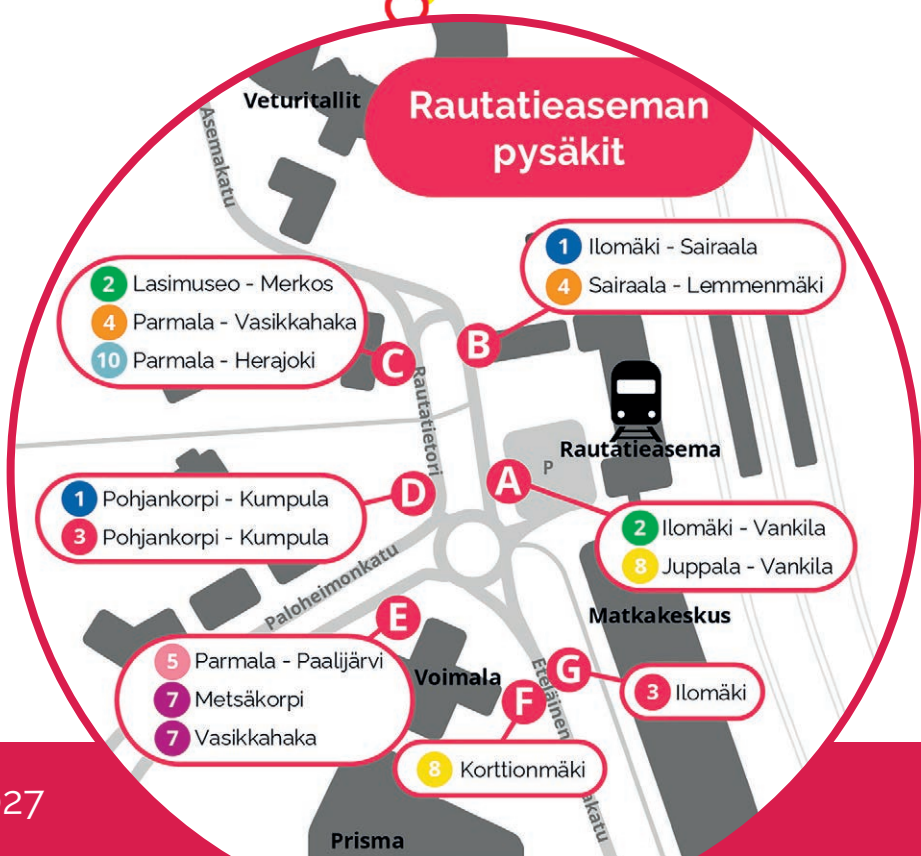 Rautatieaseman
pysäkit
Veturitallit
Asemakatu
1 Ilomäki - Sairaala
4 Sairaala - Lemmenmäki
B
2 Lasimuseo - Merkos
4 Parmala - Vasikkahaka
10 Parmala - Herajoki
C
Rautatietori
Rautatieasema
P
A
2 Ilomäki - Vankila
8 Juppala - Vankila
1 Pohjankorpi - Kumpula
3 Pohjankorpi - Kumpula
D
Paloheimonkatu
Matkakeskus
E
5 Parmala - Paalijärvi
7 Metsäkorpi
7 Vasikkahaka
Voimala
Eteläinen
G
3 Ilomäki
F
8 Korttionmäki
Prisma